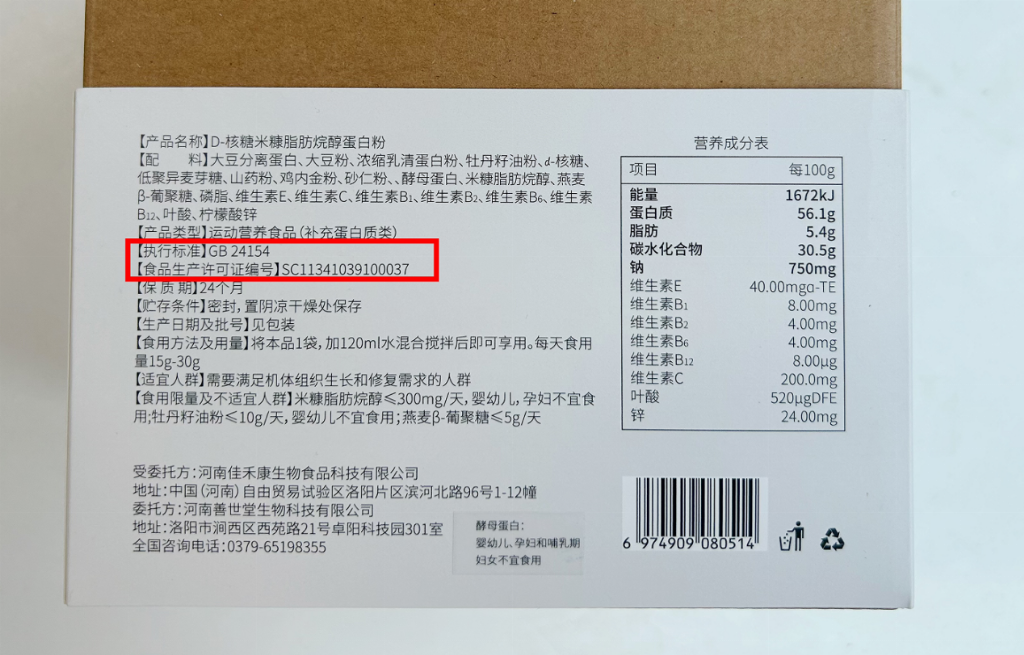 【产品名称】D-核糖米糠脂肪烷醇蛋白粉
【配 料】大豆分离蛋白、大豆粉、浓缩乳清蛋白粉、牡丹籽油粉、d-核糖、
低聚异麦芽糖、山药粉、鸡内金粉、砂仁粉、、酵母蛋白、米糠脂肪烷醇、燕麦
β-葡聚糖、磷脂、维生素E、维生素C、维生素B₁、维生素B₂、维生素B₆、维生素
B₁₂、叶酸、柠檬酸锌
【产品类型】运动营养食品(补充蛋白质类)
【执行标准】GB 24154
【食品生产许可证编号】SC11341039100037
【保 质 期】24个月
【贮存条件】密封，置阴凉干燥处保存
【生产日期及批号】见包装
【食用方法及用量】将本品1袋，加120ml水混合搅拌后即可享用。每天食用
量15g-30g
【适宜人群】需要满足机体组织生长和修复需求的人群
【食用限量及不适宜人群】米糠脂肪烷醇≤300mg/天，婴幼儿，孕妇不宜食
用;牡丹籽油粉≤10g/天，婴幼儿不宜食用；燕麦β-葡聚糖≤5g/天
受委托方：河南佳禾康生物食品科技有限公司
地址：中国(河南)自由贸易试验区洛阳片区滨河北路96号1-12幢
委托方：河南善世堂生物科技有限公司
地址：洛阳市涧西区西苑路21号卓阳科技园301室
全国咨询电话：0379-65198355
酵母蛋白：
婴幼儿、孕妇和哺乳期
妇女不宜食用
营养成分表
项目 每100g
能量 1672kJ
蛋白质 56.1g
脂肪 5.4g
碳水化合物 30.5g
钠 750mg
维生素E 40.00mgα-TE
维生素B₁ 8.00mg
维生素B₂ 4.00mg
维生素B₆ 4.00mg
维生素B₁₂ 8.00μg
维生素C 200.0mg
叶酸 520μgDFE
锌 24.00mg
6 974909 080514